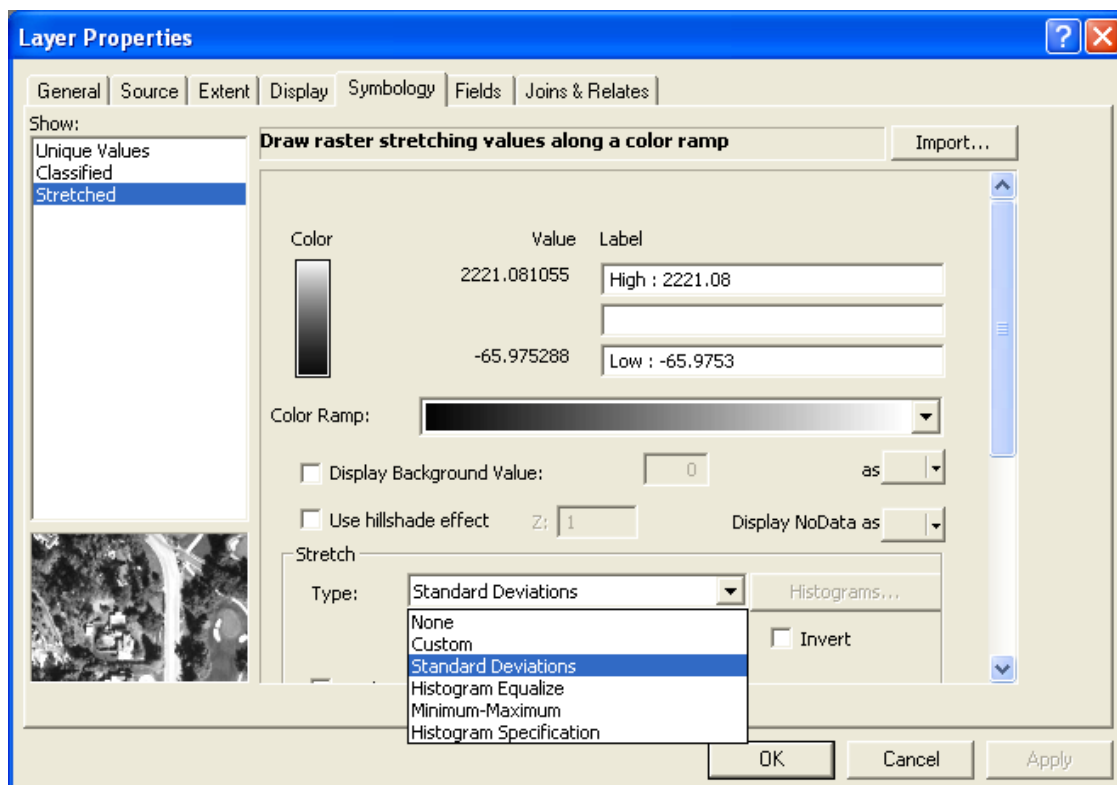 Layer Properties
General Source Extent Display Symbology Fields Joins & Relates
Show:
Unique Values
Classified
Stretched
Draw raster stretching values along a color ramp
Import...
Color Value Label
2221.081055 High : 2221.08
-65.975288 Low : -65.9753
Color Ramp:
Display Background Value: 0 as
Use hillshade effect Z: 1 Display NoData as
Stretch
Type: Standard Deviations Histograms...
None
Custom
Standard Deviations
Histogram Equalize
Minimum-Maximum
Histogram Specification
Invert
OK Cancel Apply